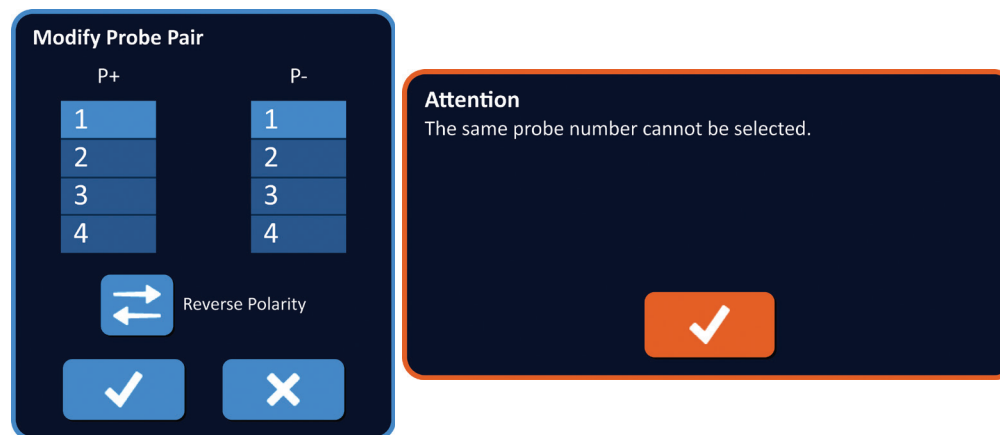 Modify Probe Pair
P+ P-
1 1
2 2
3 3
4 4
Reverse Polarity
Attention
The same probe number cannot be selected.